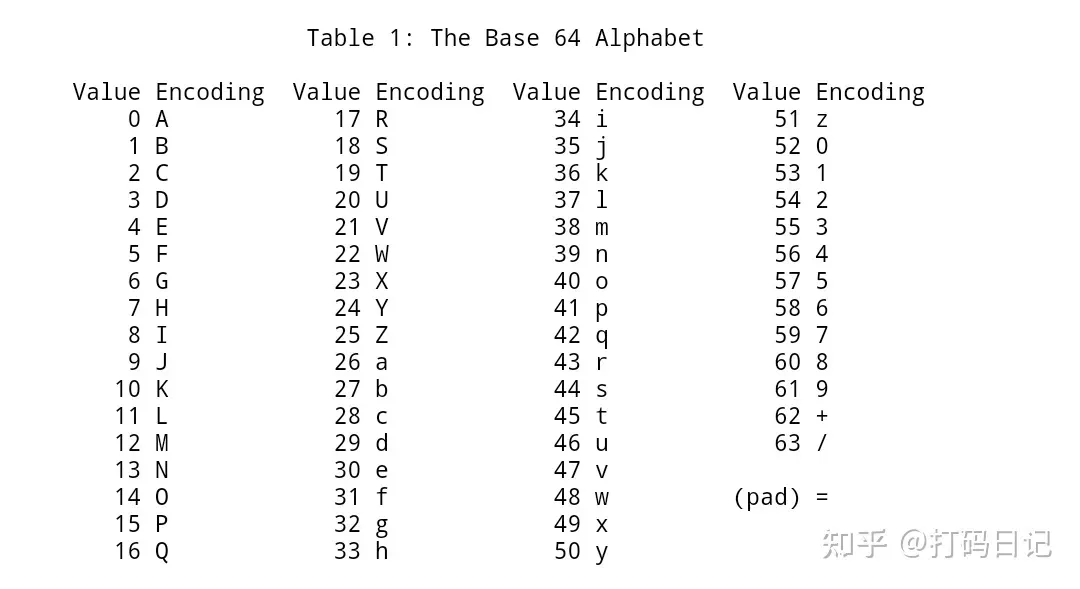 Table 1: The Base 64 Alphabet
Value Encoding  Value Encoding  Value Encoding  Value Encoding
0 A  17 R  34 i  51 z
1 B  18 S  35 j  52 0
2 C  19 T  36 k  53 1
3 D  20 U  37 l  54 2
4 E  21 V  38 m  55 3
5 F  22 W  39 n  56 4
6 G  23 X  40 o  57 5
7 H  24 Y  41 p  58 6
8 I  25 Z  42 q  59 7
9 J  26 a  43 r  60 8
10 K  27 b  44 s  61 9
11 L  28 c  45 t  62 +
12 M  29 d  46 u  63 /
13 N  30 e  47 v
14 O  31 f  48 w  (pad) =
15 P  32 g  49 x
16 Q  33 h  50 y
知乎 @打码日记